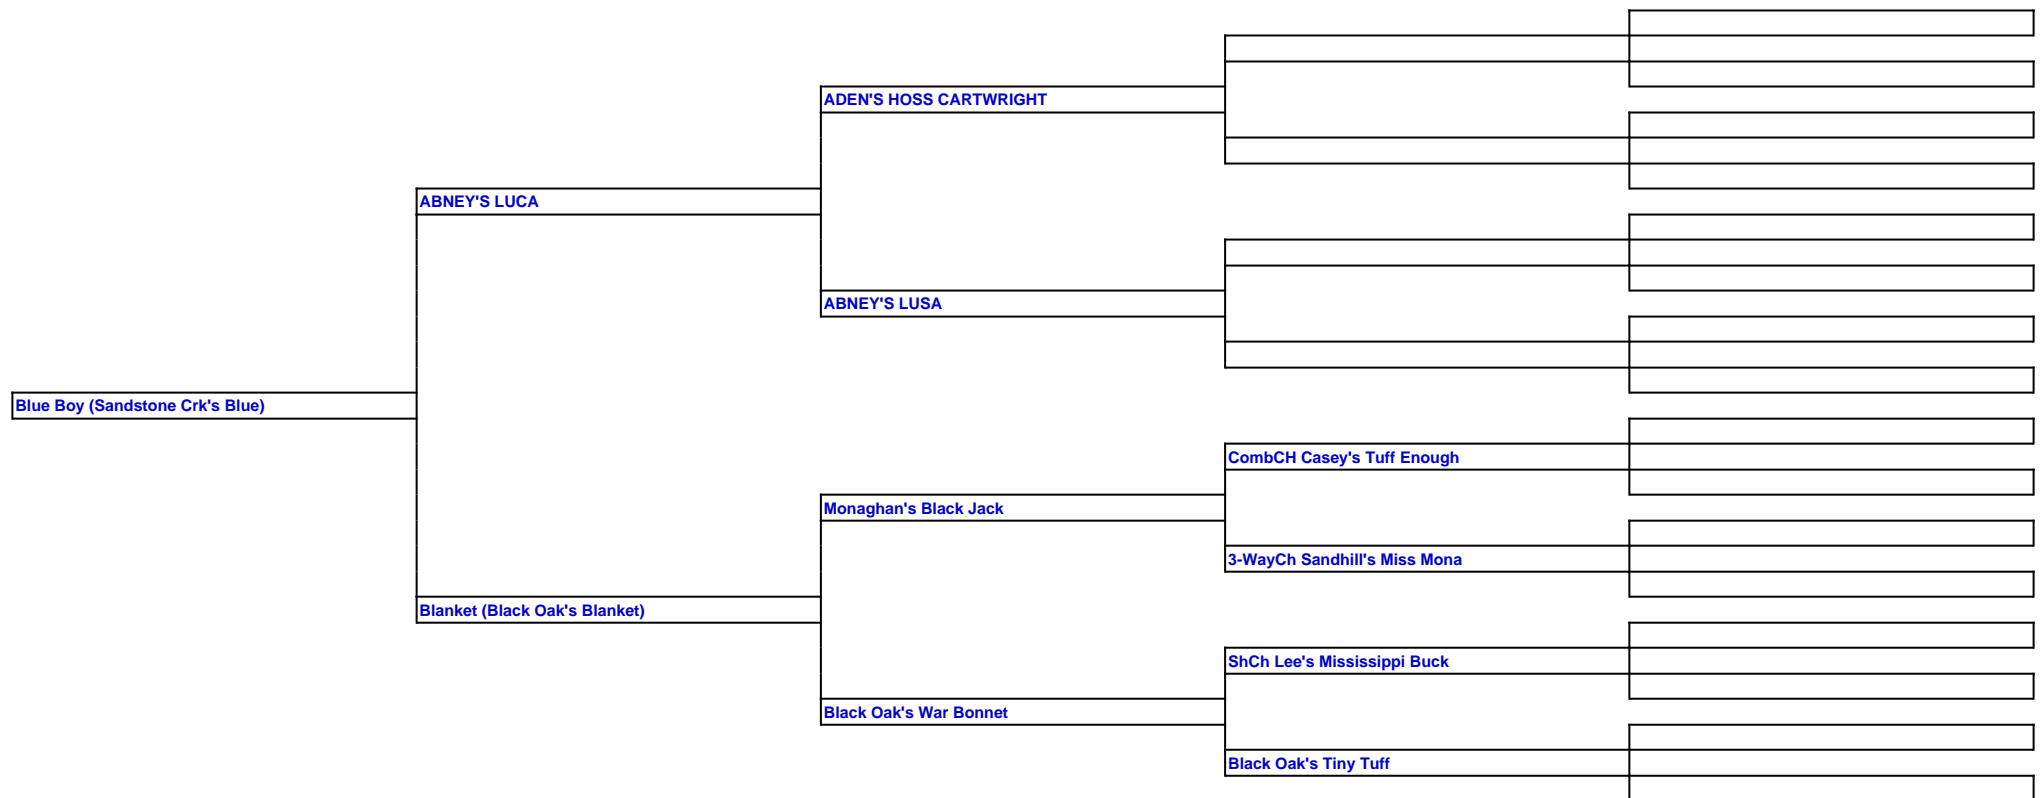 ADEN'S HOSS CARTWRIGHT
ABNEY'S LUCA
ABNEY'S LUSA
Blue Boy (Sandstone Crk's Blue)
CombCH Casey's Tuff Enough
Monaghan's Black Jack
3-WayCh Sandhill's Miss Mona
Blanket (Black Oak's Blanket)
ShCh Lee's Mississippi Buck
Black Oak's War Bonnet
Black Oak's Tiny Tuff